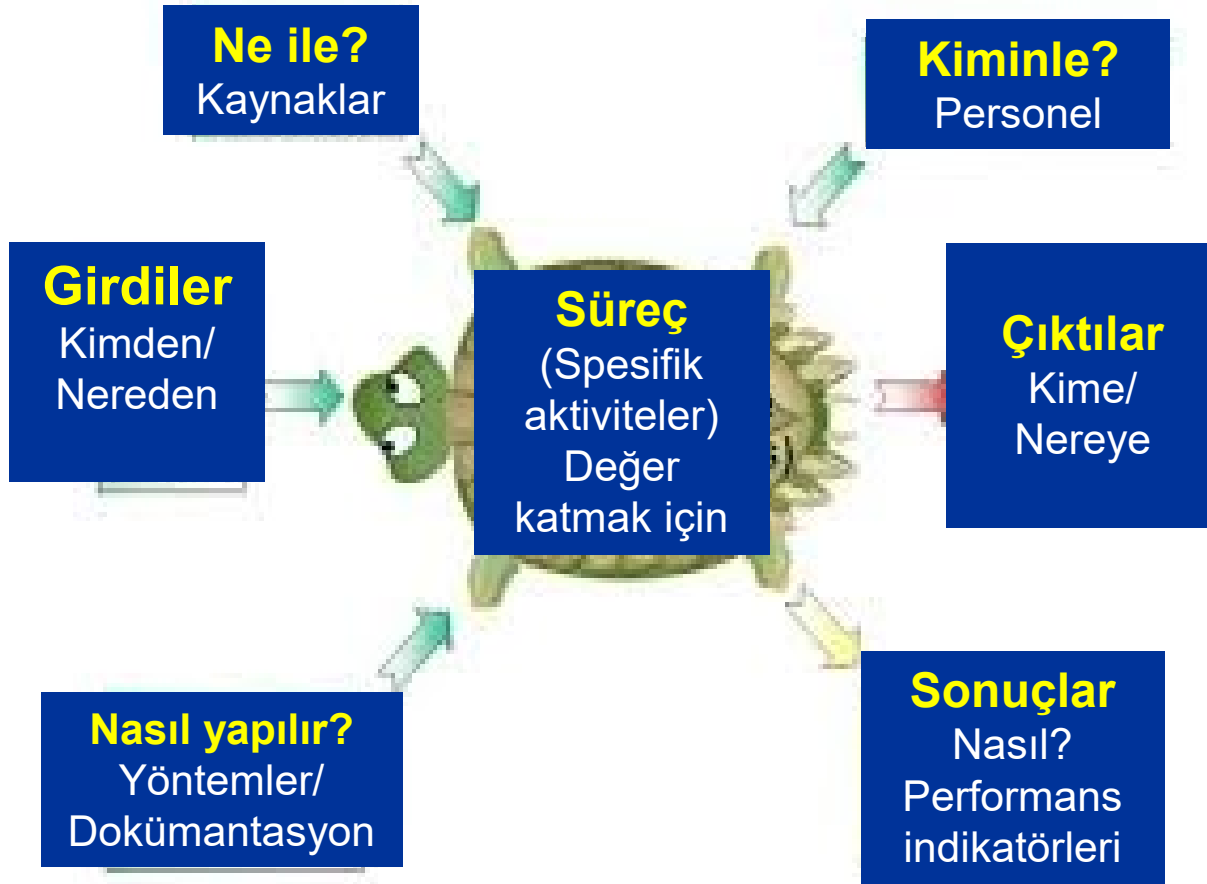 Ne ile?
Kaynaklar
Kiminle?
Personel
Girdiler
Kimden/
Nereden
Süreç
(Spesifik
aktiviteler)
Değer
katmak için
Çıktılar
Kime/
Nereye
Nasıl yapılır?
Yöntemler/
Dokümantasyon
Sonuçlar
Nasıl?
Performans
indikatörleri